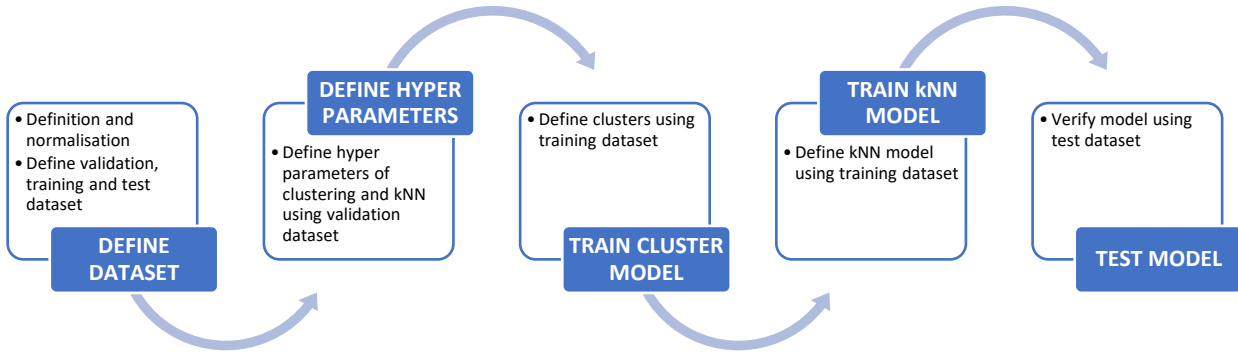 • Definition and
normalisation
• Define validation,
training and test
dataset
DEFINE
DATASET
DEFINE HYPER
PARAMETERS
• Define hyper
parameters
of clustering and kNN
using validation
dataset
• Define clusters using
training dataset
TRAIN CLUSTER
MODEL
TRAIN kNN
MODEL
• Define kNN model
using training dataset
• Verify model using
test dataset
TEST MODEL